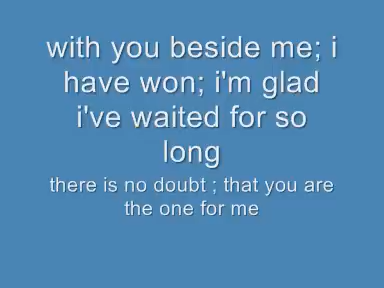 with you beside me; i
have won; i'm glad
i've waited for so
long
there is no doubt ; that you are
the one for me